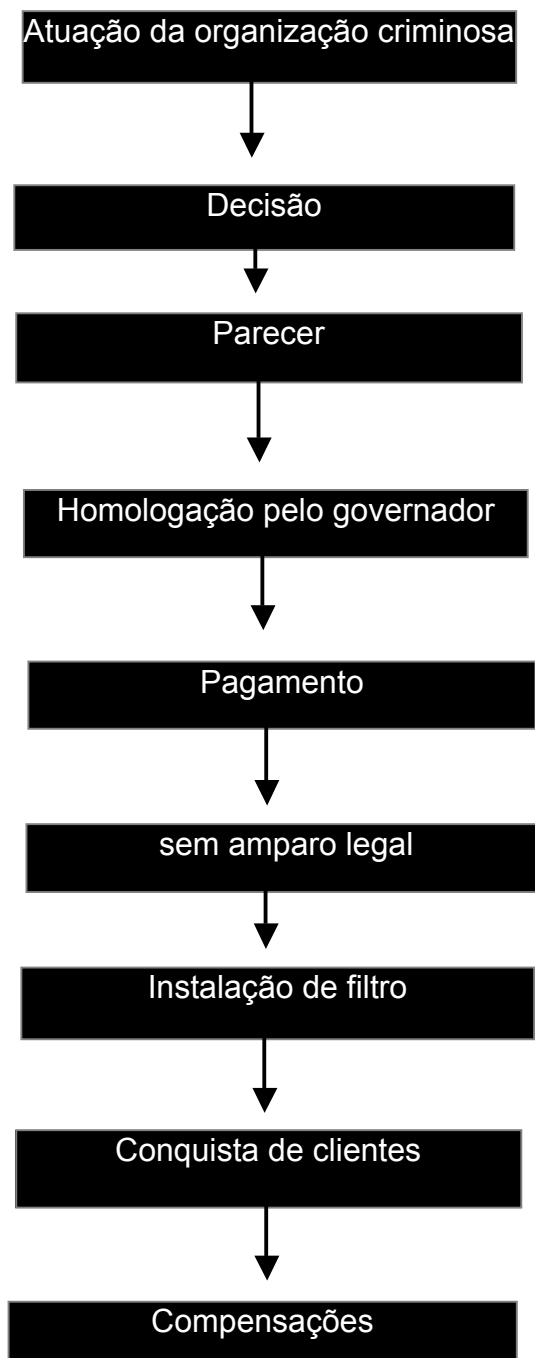 Atuação da organização criminosa
Decisão
Parecer
Homologação pelo governador
Pagamento
sem amparo legal
Instalação de filtro
Conquista de clientes
Compensações